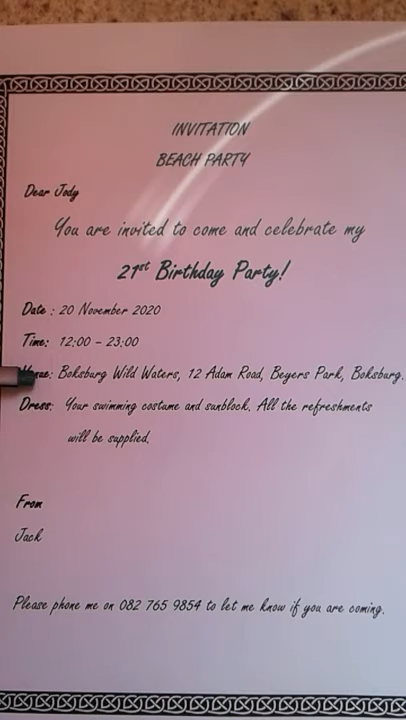 INVITATION
BEACH PARTY
Dear Jody
You are invited to come and celebrate my
21st Birthday Party!
Date : 20 November 2020
Time: 12:00 – 23:00
Venue: Boksburg Wild Waters, 12 Adam Road, Beyers Park, Boksburg.
Dress: Your swimming costume and sunblock. All the refreshments
will be supplied.
From
Jack
Please phone me on 082 765 9854 to let me know if you are coming.